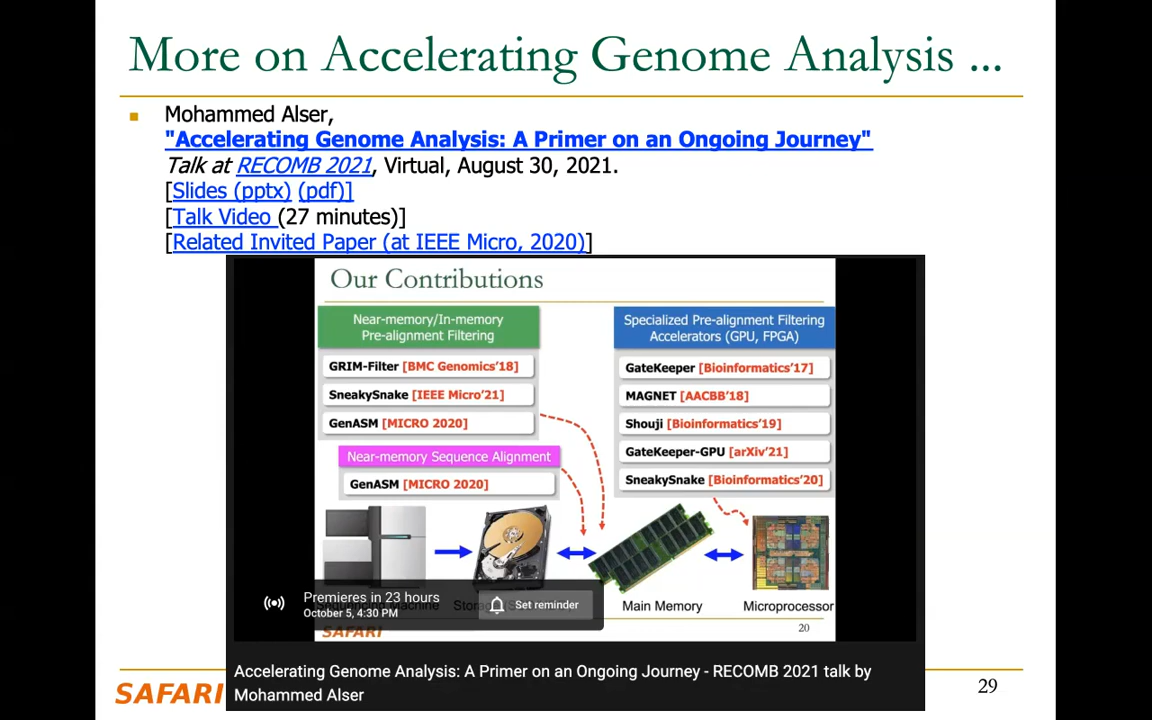 More on Accelerating Genome Analysis ...
Mohammed Alser,
"Accelerating Genome Analysis: A Primer on an Ongoing Journey"
Talk at RECOMB 2021, Virtual, August 30, 2021.
[Slides (pptx) (pdf)]
[Talk Video (27 minutes)]
[Related Invited Paper (at IEEE Micro, 2020)]
Our Contributions
Near-memory/In-memory
Pre-alignment Filtering
GRIM-Filter [BMC Genomics'18]
SneakySnake [IEEE Micro'21]
GenASM [MICRO 2020]
Near-memory Sequence Alignment
GenASM [MICRO 2020]
Specialized Pre-alignment Filtering
Accelerators (GPU, FPGA)
GateKeeper [Bioinformatics'17]
MAGNET [AACBB'18]
Shouji [Bioinformatics'19]
GateKeeper-GPU [arXiv'21]
SneakySnake [Bioinformatics'20]
Sequencing Machine
Main Memory
Microprocessor
Premieres in 23 hours
October 5, 4:30 PM
Set reminder
SAFARI
20
Accelerating Genome Analysis: A Primer on an Ongoing Journey - RECOMB 2021 talk by
Mohammed Alser
SAFARI
29